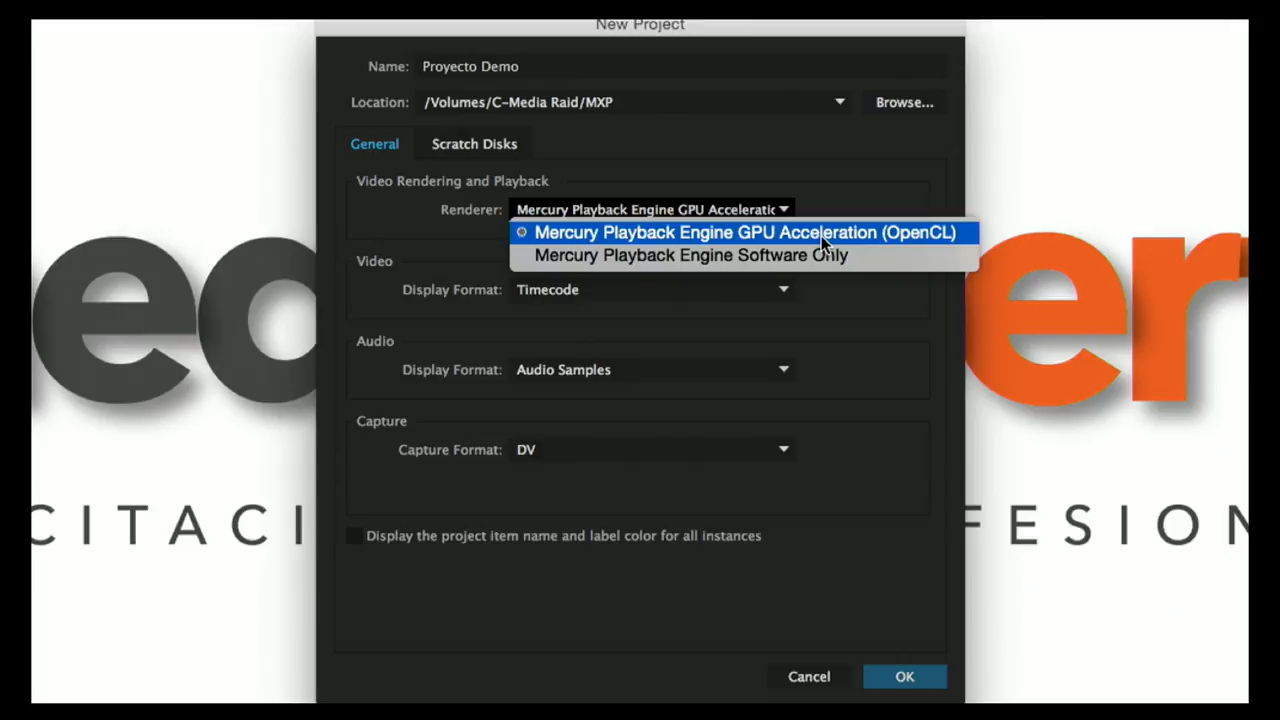 New Project
Name: Proyecto Demo
Location: /Volumes/C-Media Raid/MXP Browse...
General Scratch Disks
Video Rendering and Playback
Renderer: Mercury Playback Engine GPU Acceleratic
Mercury Playback Engine GPU Acceleration (OpenCL)
Mercury Playback Engine Software Only
Video
Display Format: Timecode
Audio
Display Format: Audio Samples
Capture
Capture Format: DV
Display the project item name and label color for all instances
Cancel OK
eo er
CITACI FESION